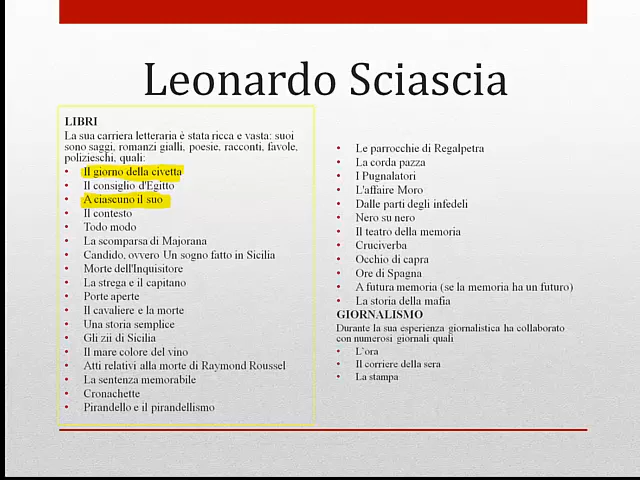 Leonardo Sciascia
LIBRI
La sua carriera letteraria è stata ricca e vasta: suoi
sono saggi, romanzi gialli, poesie, racconti, favole,
polizieschi, quali:
• Il giorno della civetta
• Il consiglio d'Egitto
• A ciascuno il suo
• Il contesto
• Todo modo
• La scomparsa di Majorana
• Candido, ovvero Un sogno fatto in Sicilia
• Morte dell'Inquisitore
• La strega e il capitano
• Porte aperte
• Il cavaliere e la morte
• Una storia semplice
• Gli zii di Sicilia
• Il mare colore del vino
• Atti relativi alla morte di Raymond Roussel
• La sentenza memorabile
• Cronachette
• Pirandello e il pirandellismo
• Le parrocchie di Regalpetra
• La corda pazza
• I Pugnalatori
• L'affaire Moro
• Dalle parti degli infedeli
• Nero su nero
• Il teatro della memoria
• Cruciverba
• Occhio di capra
• Ore di Spagna
• A futura memoria (se la memoria ha un futuro)
• La storia della mafia
GIORNALISMO
Durante la sua esperienza giornalistica ha collaborato
con numerosi giornali quali
• L'ora
• Il corriere della sera
• La stampa